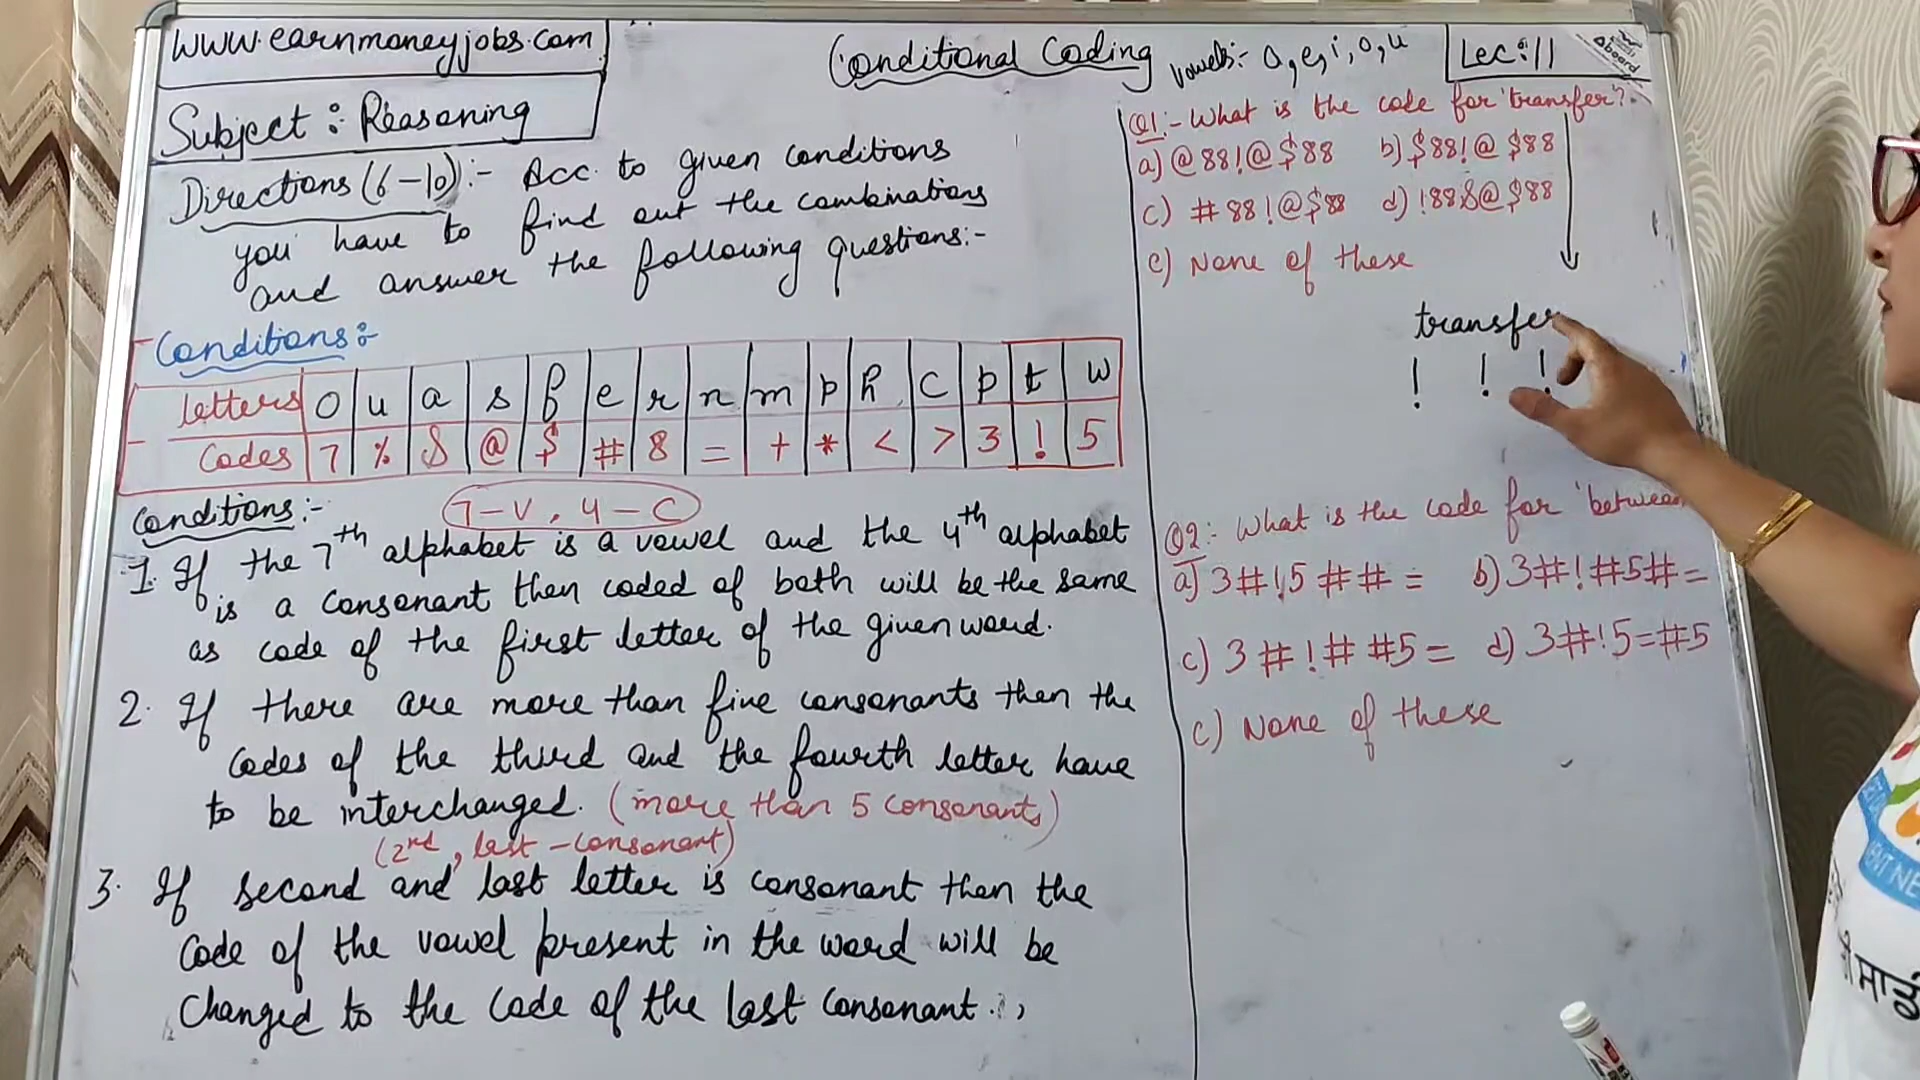 www.earnmoneyjobs.com
Conditional Coding vowels:- a, e, i, o, u
Lec:11
Aboard
Subject : Reasoning
Directions (6-10):- Acc. to given conditions
you have to find out the combinations
and answer the following questions:-
Conditions:-
letters o u a s f e r n m p h c p t w
Codes 7 % & @ $ # 8 = + * < > 3 ! 5
Conditions:- 7-V, 4-C
1. If the 7th alphabet is a vowel and the 4th alphabet
is a consonant then coded of both will be the same
as code of the first letter of the given word.
2. If there are more than five consonants then the
codes of the third and the fourth letter have
to be interchanged. (more than 5 consonants)
(2nd, last-consonant)
3. If second and last letter is consonant then the
Code of the vowel present in the word will be
Changed to the code of the last consonant.
Q1:- What is the code for 'transfer'?
a) @88!@$88 b) $88!@$88
c) #88!@$88 d) !88&@$88
e) None of these
transfer
! ! !
Q2:- What is the code for 'between
a) 3#!5##= b) 3#!#5#=
c) 3#!##5= d) 3#!5=#5
c) None of these